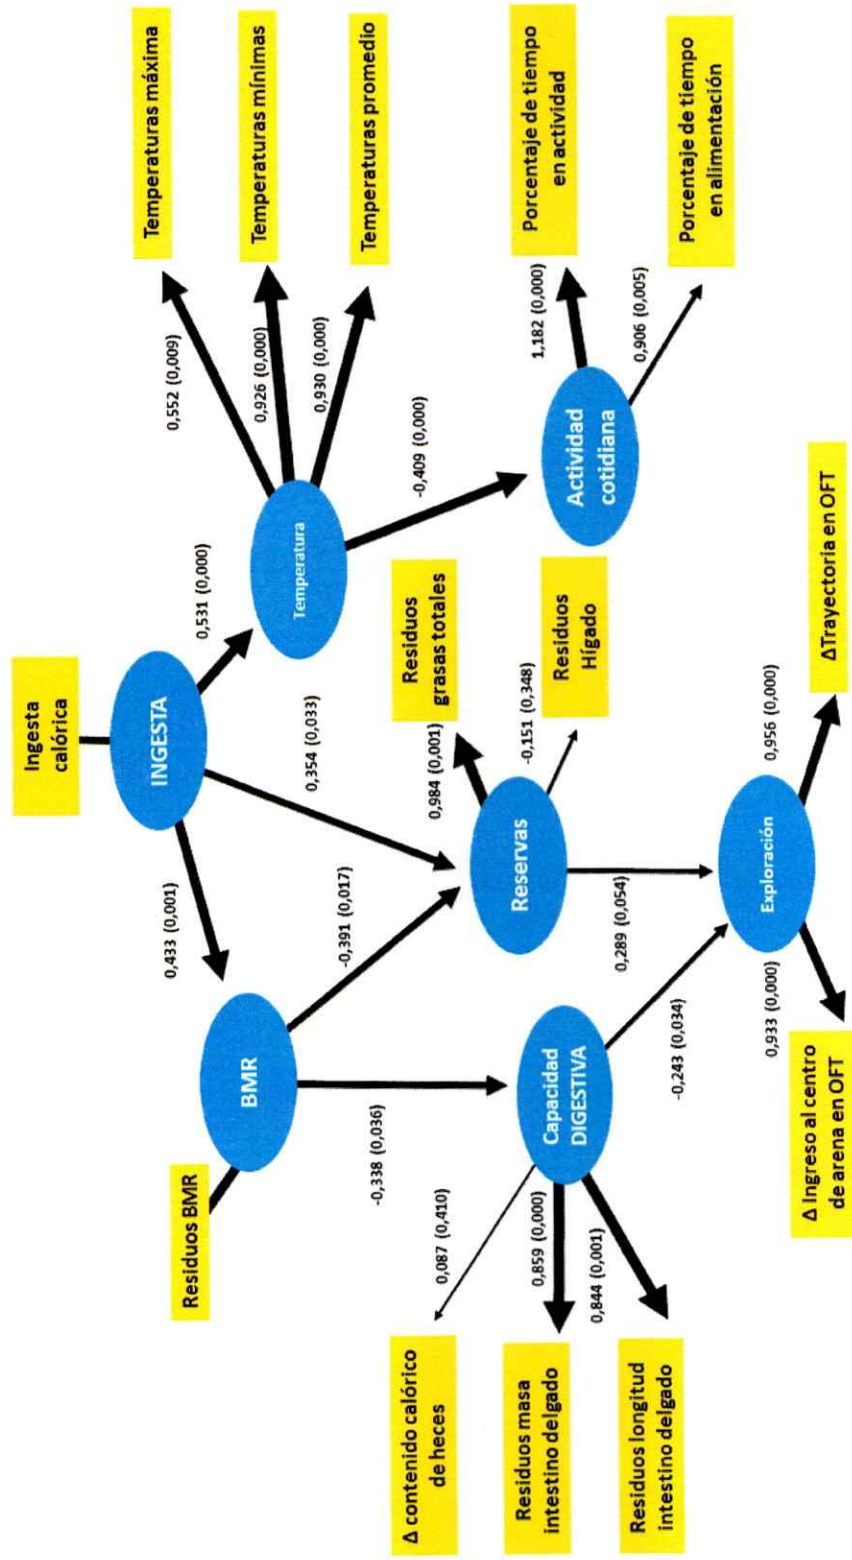 Ingesta
calórica
INGESTA
0,433 (0,001)
0,354 (0,033)
0,531 (0,000)
Residuos BMR
BMR
-0,391 (0,017)
-0,338 (0,036)
Temperatura
0,552 (0,009)
0,926 (0,000)
0,930 (0,000)
Temperaturas máxima
Temperaturas mínimas
Temperaturas promedio
-0,409 (0,000)
Actividad
cotidiana
1,182 (0,000)
0,906 (0,005)
Porcentaje de tiempo
en actividad
Porcentaje de tiempo
en alimentación
Reservas
0,984 (0,001)
-0,151 (0,348)
Residuos
grasas totales
Residuos
Hígado
0,289 (0,054)
Capacidad
DIGESTIVA
0,087 (0,410)
0,859 (0,000)
0,844 (0,001)
Δ contenido calórico
de heces
Residuos masa
intestino delgado
Residuos longitud
intestino delgado
-0,243 (0,034)
Exploración
0,933 (0,000)
0,956 (0,000)
Δ Ingreso al centro
de arena en OFT
ΔTrayectoria en OFT